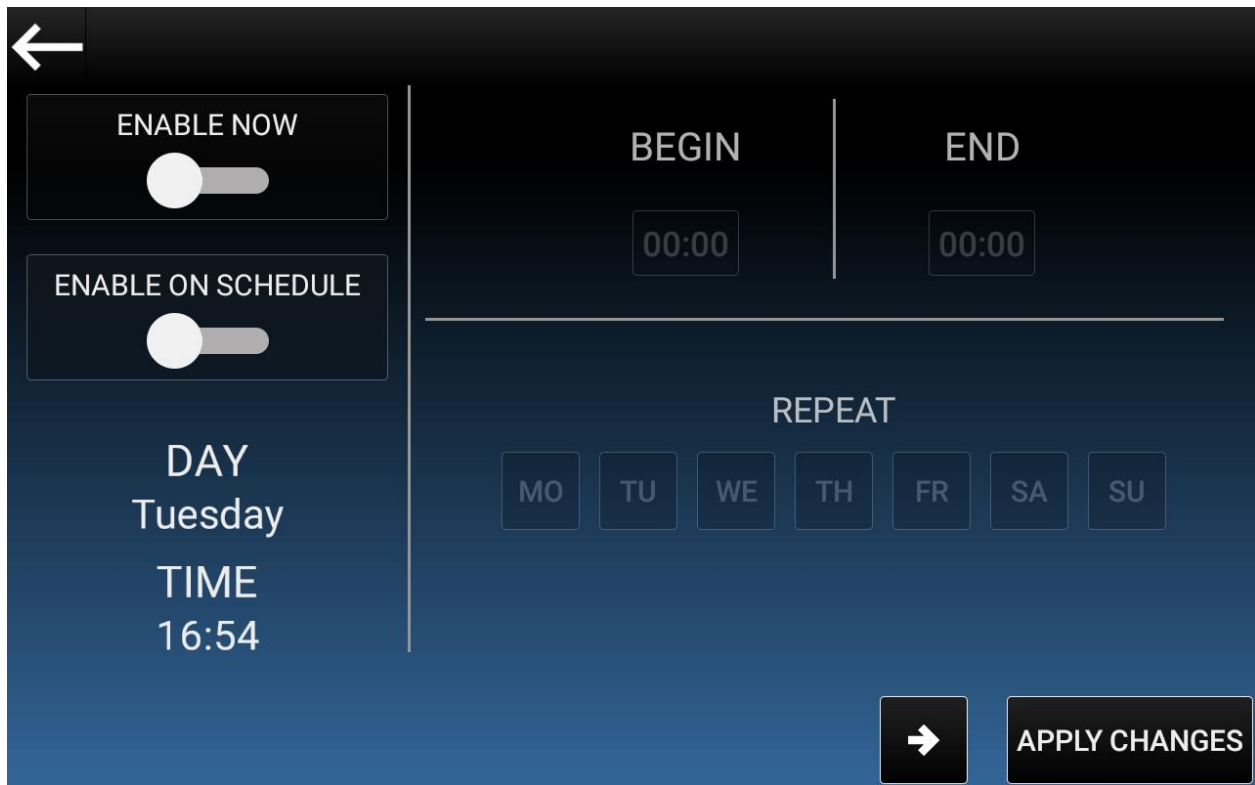 ENABLE NOW
ENABLE ON SCHEDULE
DAY
Tuesday
TIME
16:54
BEGIN
END
00:00
00:00
REPEAT
MO TU WE TH FR SA SU
APPLY CHANGES